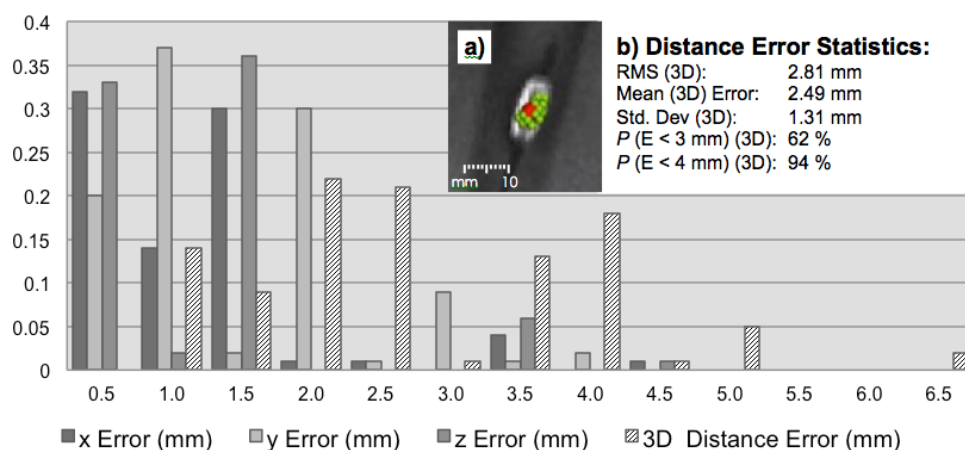 0.4
0.35
0.3
0.25
0.2
0.15
0.1
0.05
0
a)
mm 10
b) Distance Error Statistics:
RMS (3D): 2.81 mm
Mean (3D) Error: 2.49 mm
Std. Dev (3D): 1.31 mm
P (E < 3 mm) (3D): 62 %
P (E < 4 mm) (3D): 94 %
0.5 1.0 1.5 2.0 2.5 3.0 3.5 4.0 4.5 5.0 5.5 6.0 6.5
x Error (mm) y Error (mm) z Error (mm) 3D Distance Error (mm)